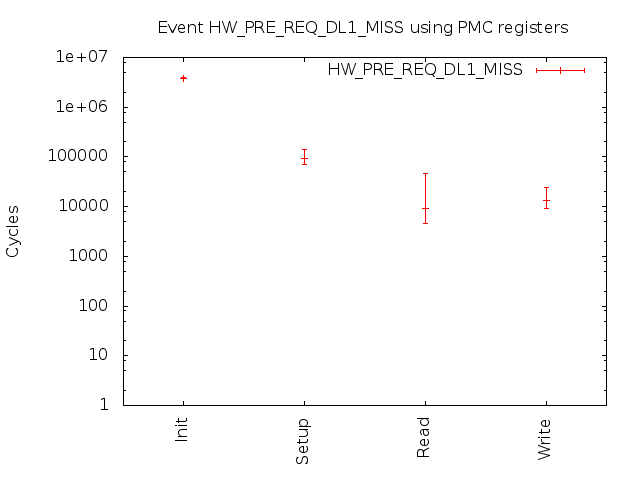 Event HW_PRE_REQ_DL1_MISS using PMC registers
HW_PRE_REQ_DL1_MISS
1e+07
1e+06
100000
10000
1000
100
10
1
Cycles
Init
Setup
Read
Write